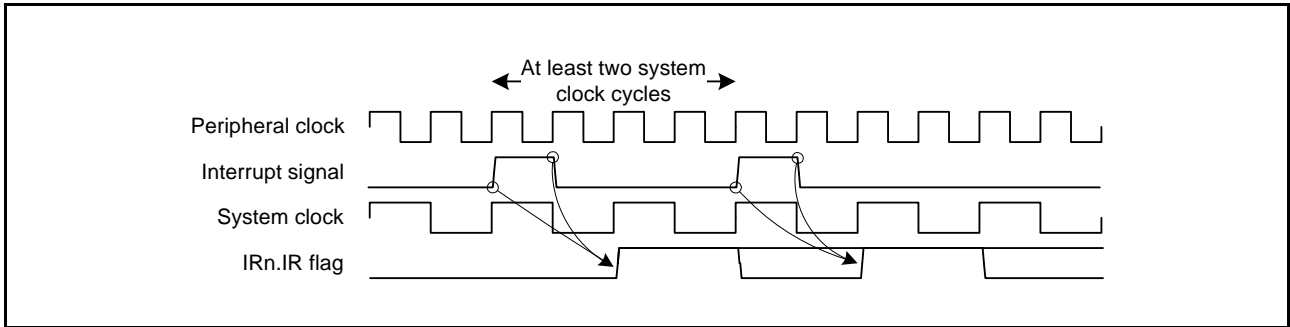 At least two system
clock cycles
Peripheral clock
Interrupt signal
System clock
IRn.IR flag